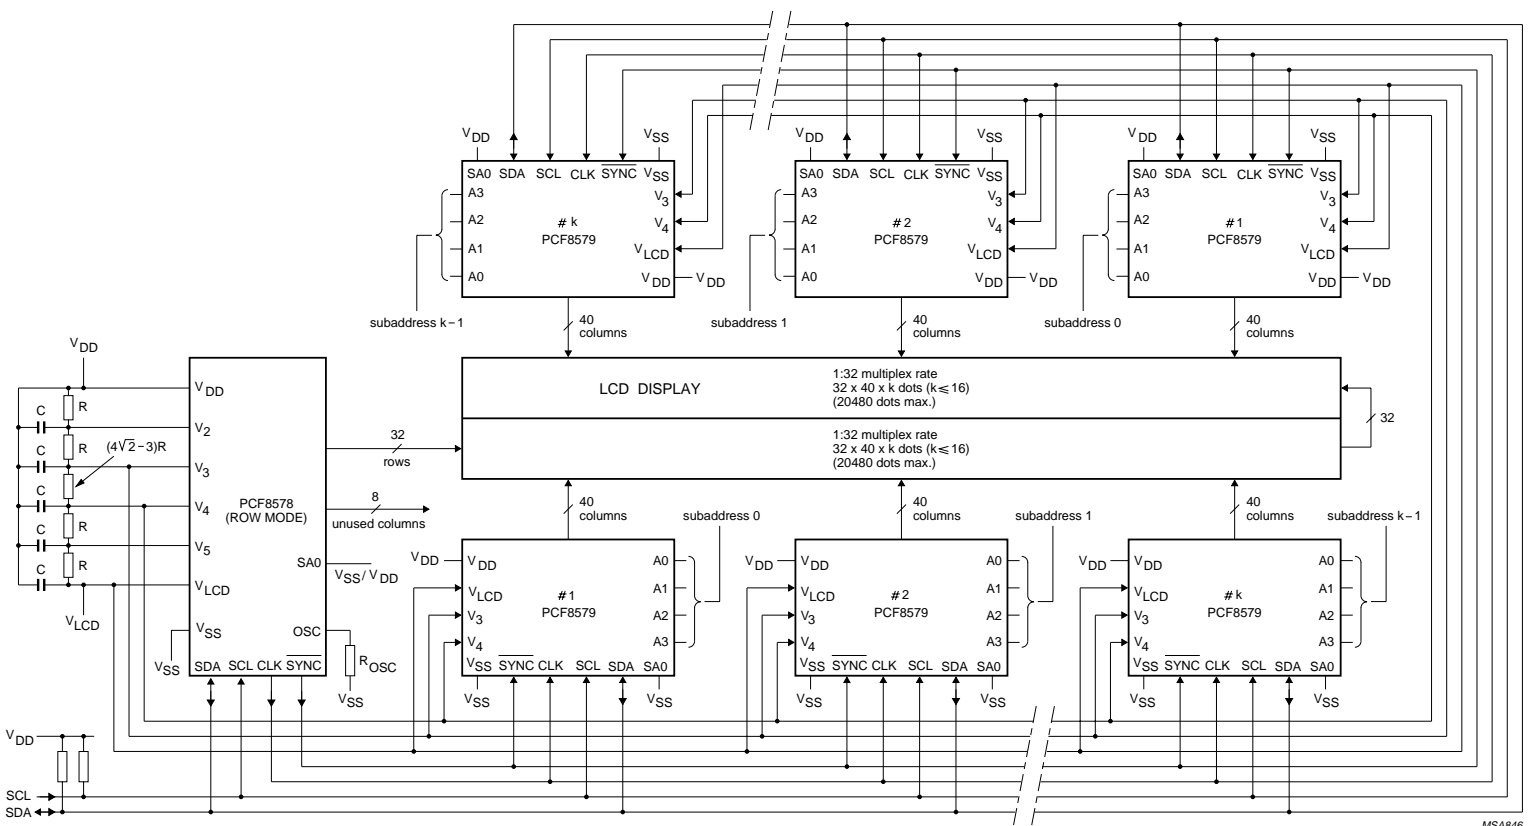 VDD VSS VDD VSS VDD VSS
SA0 SDA SCL CLK SYNC VSS
SA0 SDA SCL CLK SYNC VSS
SA0 SDA SCL CLK SYNC VSS
A3 V3 A3 V3 A3 V3
A2 # k V4 A2 # 2 V4 A2 # 1 V4
PCF8579 PCF8579 PCF8579
A1 VLCD A1 VLCD A1 VLCD
A0 VDD VDD A0 VDD VDD A0 VDD VDD
subaddress k−1 40 columns
subaddress 1 40 columns
subaddress 0 40 columns
VDD
VDD
R
C
V2
R
(4√2−3)R
C
V3
C
V4
R
C
V5
R
C
VLCD
VLCD
VSS
VSS
PCF8578
(ROW MODE)
SA0
VSS/ VDD
OSC
ROSC
VSS
SDA SCL CLK SYNC
32
rows
8
unused columns
LCD DISPLAY
1:32 multiplex rate
32 x 40 x k dots (k ≤ 16)
(20480 dots max.)
1:32 multiplex rate
32 x 40 x k dots (k ≤ 16)
(20480 dots max.)
32
40 columns subaddress 0
40 columns subaddress 1
40 columns subaddress k−1
VDD VDD A0 VDD VDD A0 VDD VDD A0
VLCD A1 VLCD A1 VLCD A1
# 1 # 2 # k
PCF8579 PCF8579 PCF8579
V3 A2 V3 A2 V3 A2
V4 A3 V4 A3 V4 A3
VSS SYNC CLK SCL SDA SA0
VSS SYNC CLK SCL SDA SA0
VSS SYNC CLK SCL SDA SA0
VSS VSS VSS VSS VSS VSS
VDD
SCL
SDA
MSA846